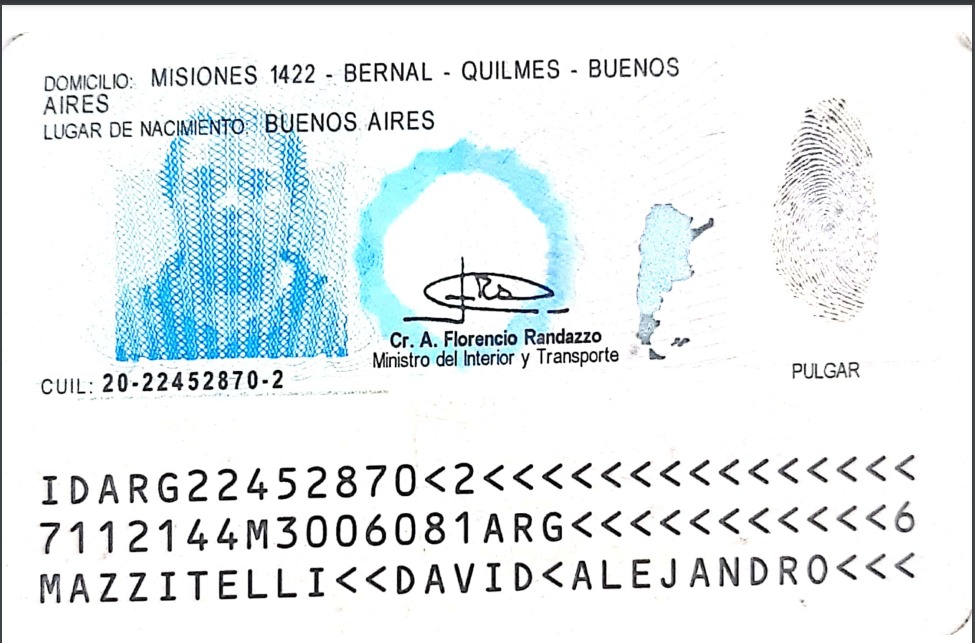 DOMICILIO: MISIONES 1422 - BERNAL - QUILMES - BUENOS
AIRES
LUGAR DE NACIMIENTO: BUENOS AIRES
Cr. A. Florencio Randazzo
Ministro del Interior y Transporte
CUIL: 20-22452870-2
PULGAR
IDARG22452870<2<<<<<<<<<<<<<<<
7112144M3006081ARG<<<<<<<<<<<6
MAZZITELLI<<DAVID<ALEJANDRO<<<